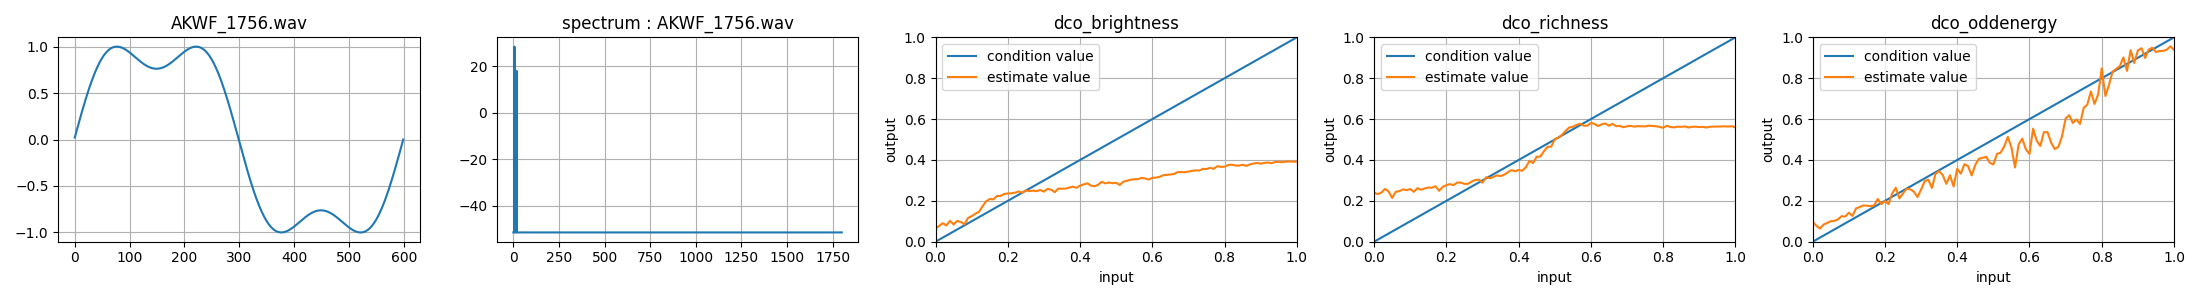 AKWF_1756.wav
1.0
0.5
0.0
−0.5
−1.0
0 100 200 300 400 500 600
spectrum : AKWF_1756.wav
20
0
−20
−40
0 250 500 750 1000 1250 1500 1750
dco_brightness
condition value
estimate value
output
1.0
0.8
0.6
0.4
0.2
0.0
0.0 0.2 0.4 0.6 0.8 1.0
input
dco_richness
condition value
estimate value
output
1.0
0.8
0.6
0.4
0.2
0.0
0.0 0.2 0.4 0.6 0.8 1.0
input
dco_oddenergy
condition value
estimate value
output
1.0
0.8
0.6
0.4
0.2
0.0
0.0 0.2 0.4 0.6 0.8 1.0
input